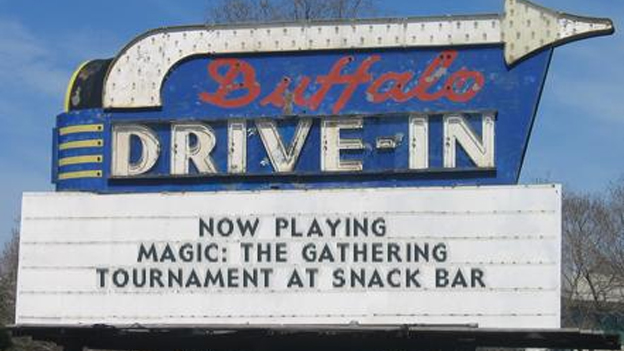 Buffalo
DRIVE-IN
NOW PLAYING
MAGIC: THE GATHERING
TOURNAMENT AT SNACK BAR